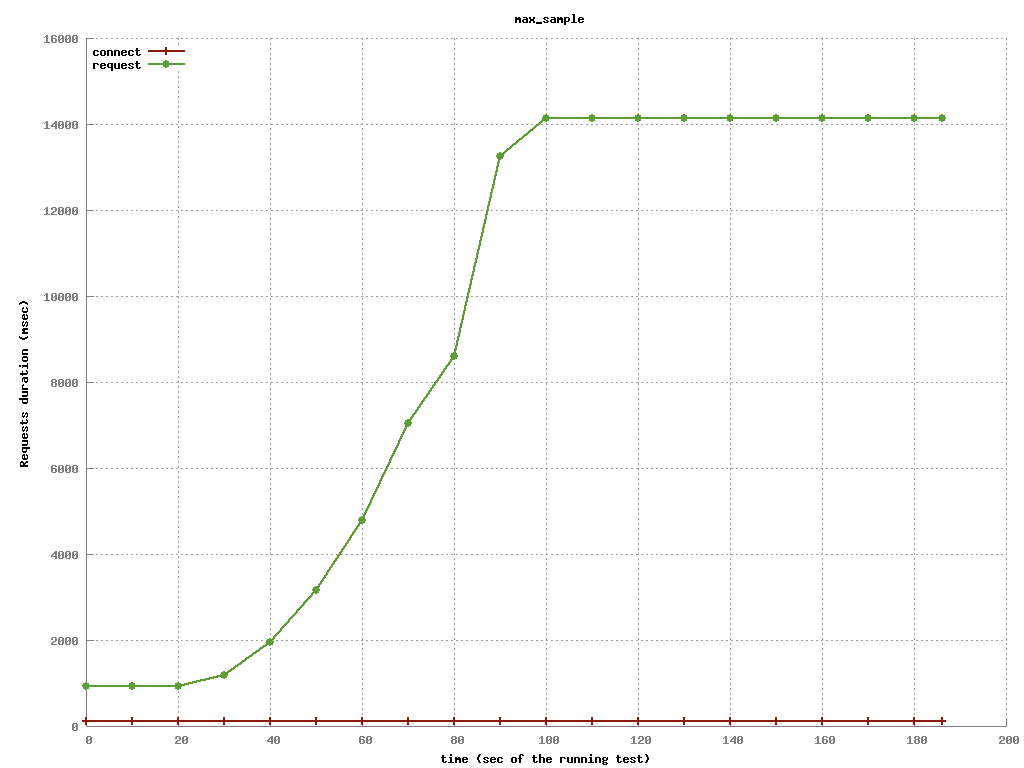 max_sample
16000
connect
request
14000
12000
10000
Requests duration (msec)
8000
6000
4000
2000
0
0 20 40 60 80 100 120 140 160 180 200
time (sec of the running test)